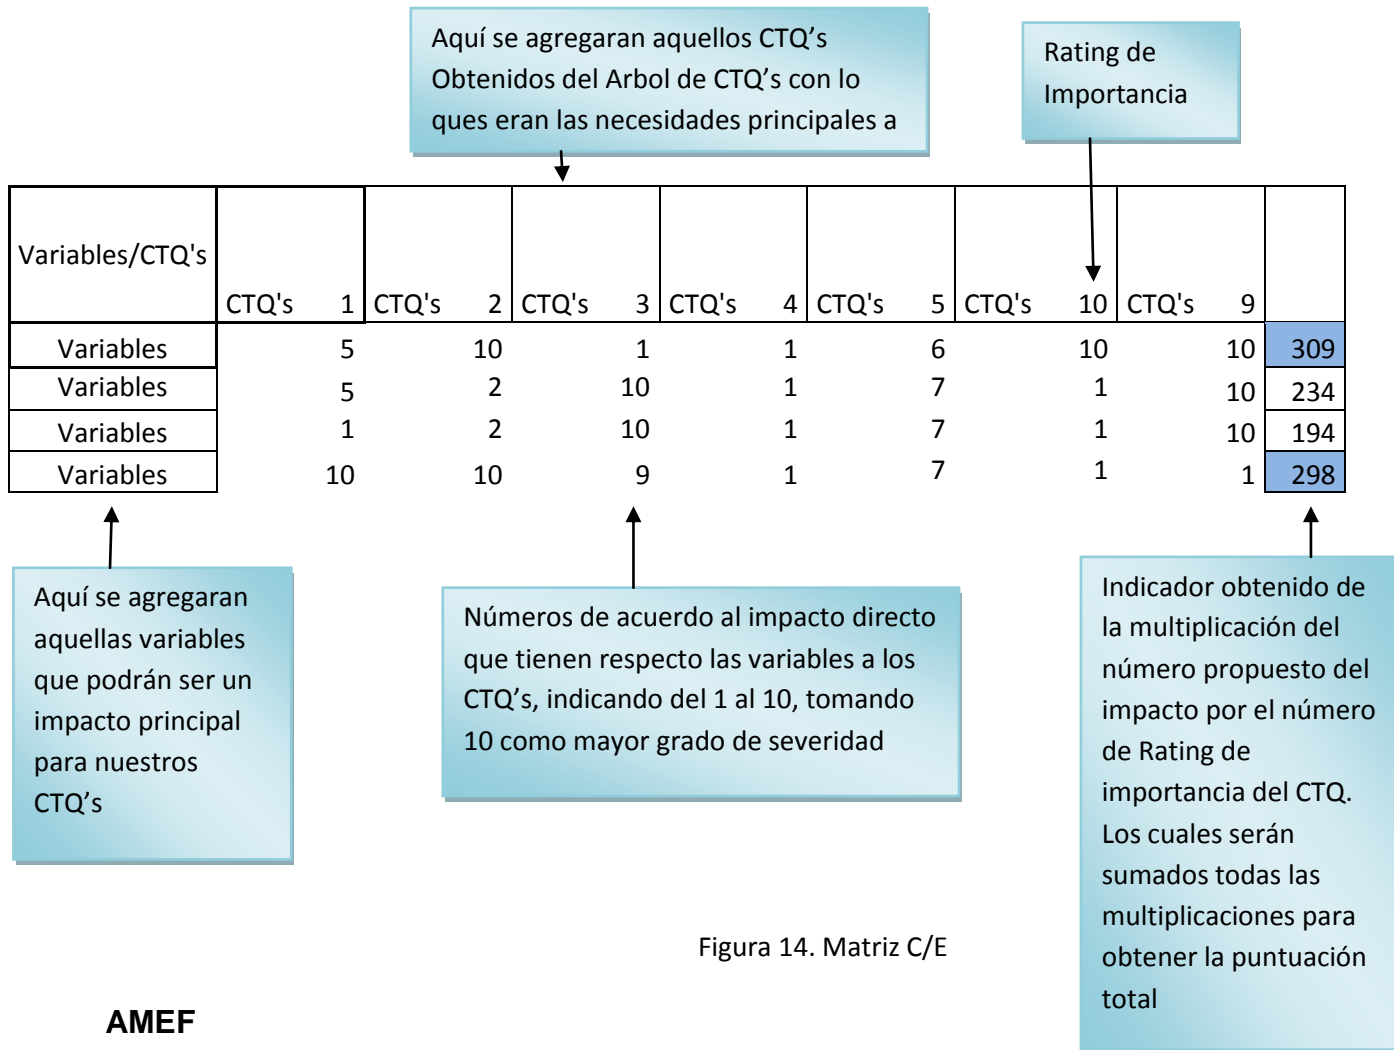 Aquí se agregaran aquellos CTQ's
Obtenidos del Arbol de CTQ's con lo
ques eran las necesidades principales a
Rating de
Importancia
Variables/CTQ's CTQ's 1 CTQ's 2 CTQ's 3 CTQ's 4 CTQ's 5 CTQ's 10 CTQ's 9
Variables 5 10 1 1 6 10 10 309
Variables 5 2 10 1 7 1 10 234
Variables 1 2 10 1 7 1 10 194
Variables 10 10 9 1 7 1 1 298
Aquí se agregaran
aquellas variables
que podrán ser un
impacto principal
para nuestros
CTQ's
Números de acuerdo al impacto directo
que tienen respecto las variables a los
CTQ's, indicando del 1 al 10, tomando
10 como mayor grado de severidad
Indicador obtenido de
la multiplicación del
número propuesto del
impacto por el número
de Rating de
importancia del CTQ.
Los cuales serán
sumados todas las
multiplicaciones para
obtener la puntuación
total
Figura 14. Matriz C/E
AMEF